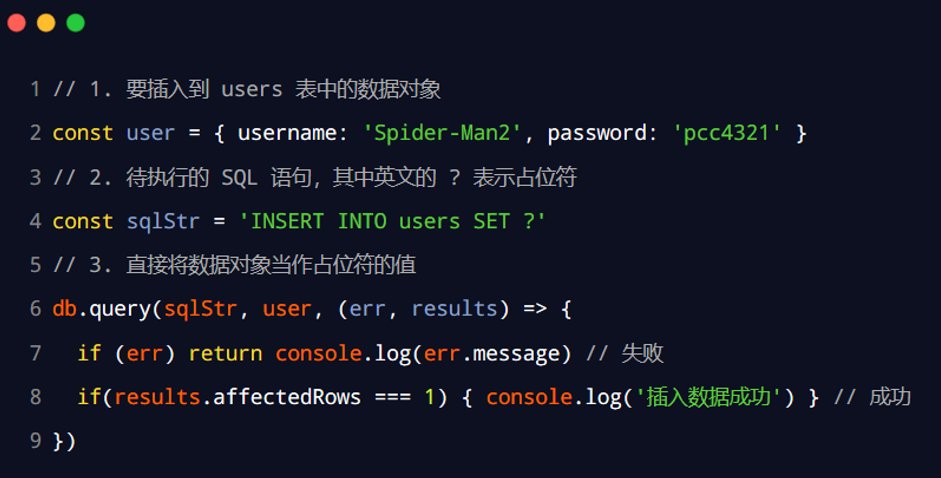 1 // 1. 要插入到 users 表中的数据对象
2 const user = { username: 'Spider-Man2', password: 'pcc4321' }
3 // 2. 待执行的 SQL 语句，其中英文的 ? 表示占位符
4 const sqlStr = 'INSERT INTO users SET ?'
5 // 3. 直接将数据对象当作占位符的值
6 db.query(sqlStr, user, (err, results) => {
7   if (err) return console.log(err.message) // 失败
8   if(results.affectedRows === 1) { console.log('插入数据成功') } // 成功
9 })